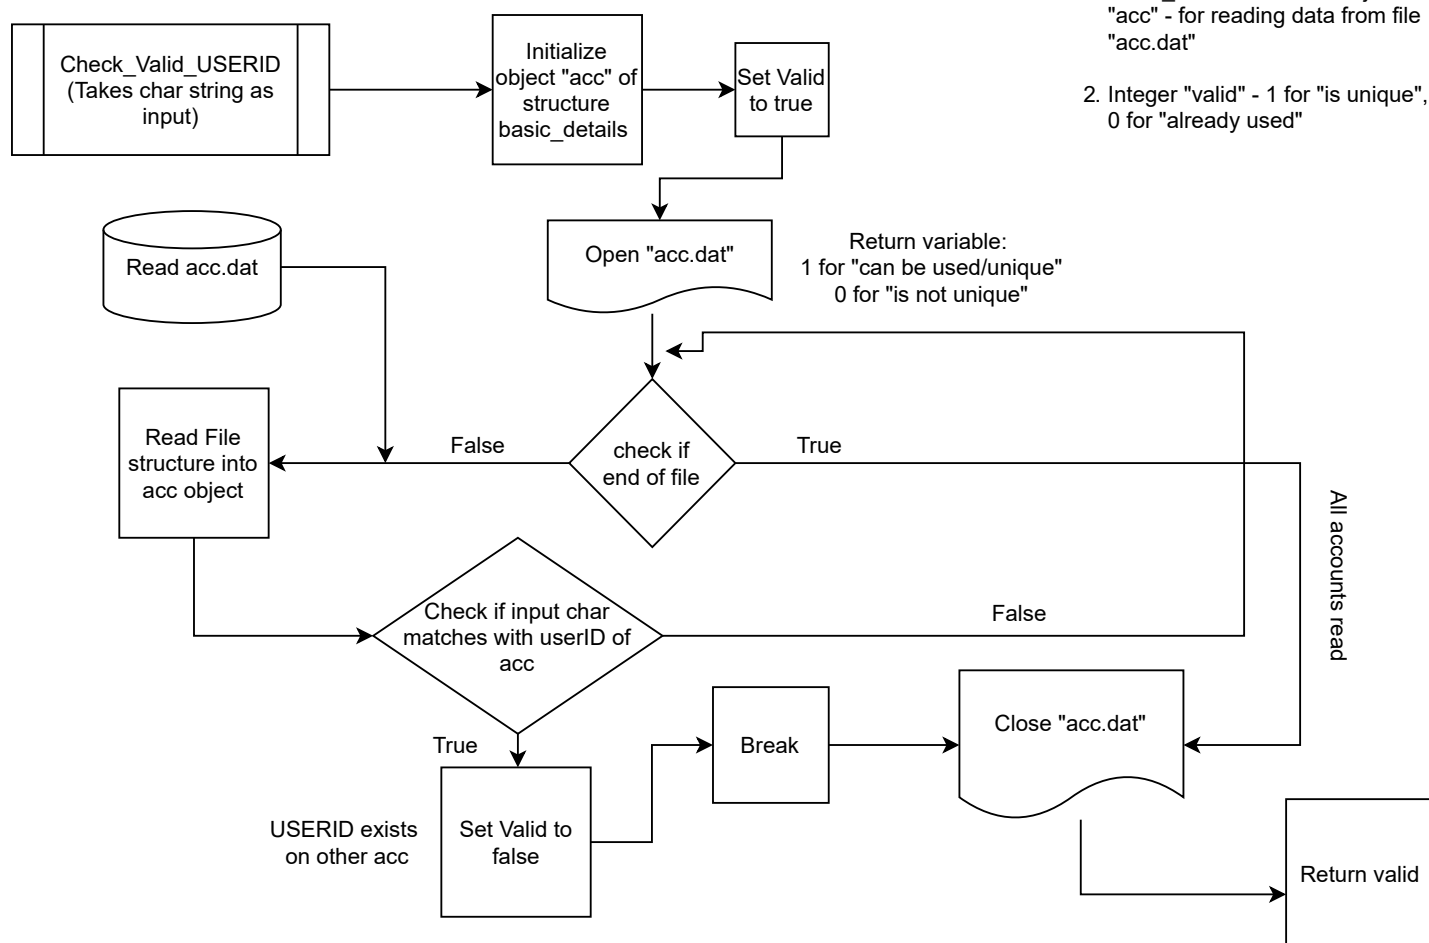 "acc" - for reading data from file
"acc.dat"
2. Integer "valid" - 1 for "is unique",
0 for "already used"
Check_Valid_USERID
(Takes char string as
input)
Initialize
object "acc" of
structure
basic_details
Set Valid
to true
Read acc.dat
Open "acc.dat"
Return variable:
1 for "can be used/unique"
0 for "is not unique"
Read File
structure into
acc object
False
check if
end of file
True
All accounts read
Check if input char
matches with userID of
acc
False
True
USERID exists
on other acc
Set Valid to
false
Break
Close "acc.dat"
Return valid